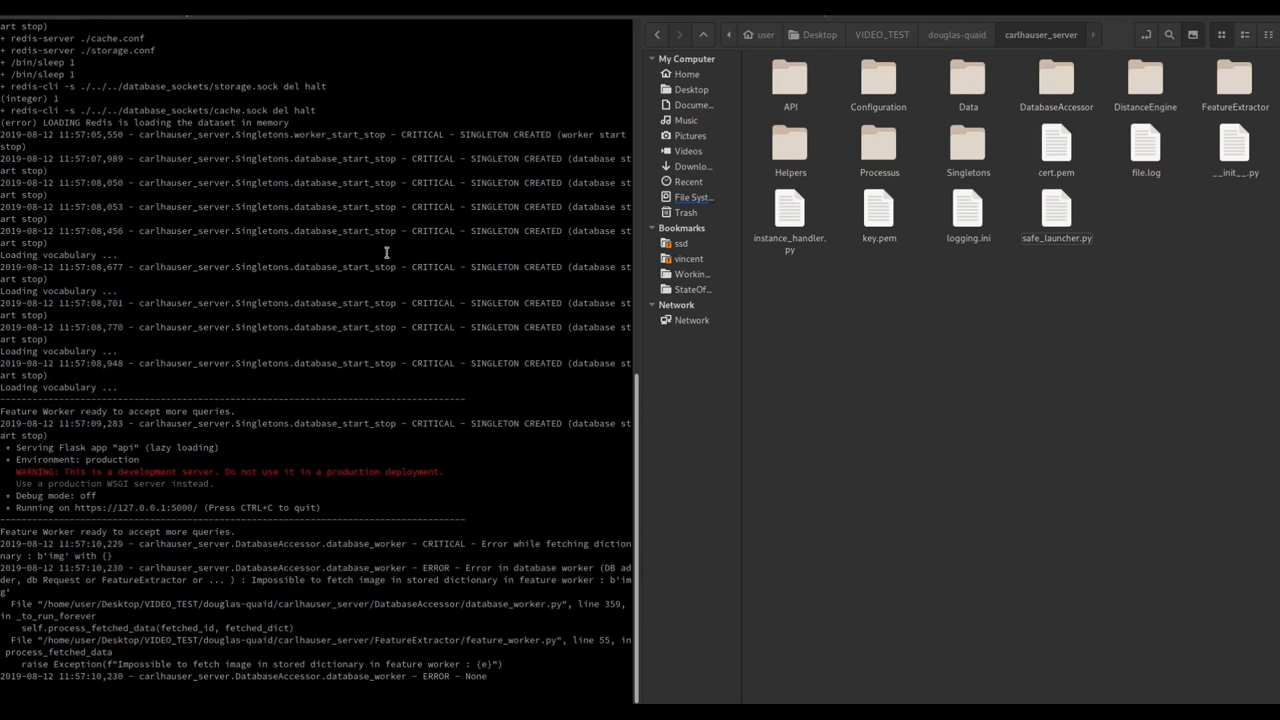 art stop)
+ redis-server ./cache.conf
+ redis-server ./storage.conf
+ /bin/sleep 1
+ /bin/sleep 1
+ redis-cli -s ./../../database_sockets/storage.sock del halt
(integer) 1
+ redis-cli -s ./../../database_sockets/cache.sock del halt
(error) LOADING Redis is loading the dataset in memory
2019-08-12 11:57:05,550 - carlhauser_server.Singletons.worker_start_stop - CRITICAL - SINGLETON CREATED (worker start
stop)
2019-08-12 11:57:07,989 - carlhauser_server.Singletons.database_start_stop - CRITICAL - SINGLETON CREATED (database st
art stop)
2019-08-12 11:57:08,050 - carlhauser_server.Singletons.database_start_stop - CRITICAL - SINGLETON CREATED (database st
art stop)
2019-08-12 11:57:08,053 - carlhauser_server.Singletons.database_start_stop - CRITICAL - SINGLETON CREATED (database st
art stop)
2019-08-12 11:57:08,456 - carlhauser_server.Singletons.database_start_stop - CRITICAL - SINGLETON CREATED (database st
art stop)
Loading vocabulary ...
2019-08-12 11:57:08,677 - carlhauser_server.Singletons.database_start_stop - CRITICAL - SINGLETON CREATED (database st
art stop)
Loading vocabulary ...
2019-08-12 11:57:08,701 - carlhauser_server.Singletons.database_start_stop - CRITICAL - SINGLETON CREATED (database st
art stop)
2019-08-12 11:57:08,770 - carlhauser_server.Singletons.database_start_stop - CRITICAL - SINGLETON CREATED (database st
art stop)
Loading vocabulary ...
2019-08-12 11:57:08,948 - carlhauser_server.Singletons.database_start_stop - CRITICAL - SINGLETON CREATED (database st
art stop)
Loading vocabulary ...
--------------------------------------------------------------------------------------
Feature Worker ready to accept more queries.
2019-08-12 11:57:09,283 - carlhauser_server.Singletons.database_start_stop - CRITICAL - SINGLETON CREATED (database st
art stop)
* Serving Flask app "api" (lazy loading)
* Environment: production
WARNING: This is a development server. Do not use it in a production deployment.
Use a production WSGI server instead.
* Debug mode: off
* Running on https://127.0.0.1:5000/ (Press CTRL+C to quit)
--------------------------------------------------------------------------------------
Feature Worker ready to accept more queries.
2019-08-12 11:57:10,229 - carlhauser_server.DatabaseAccessor.database_worker - CRITICAL - Error while fetching diction
nary : b'img' with {}
2019-08-12 11:57:10,230 - carlhauser_server.DatabaseAccessor.database_worker - ERROR - Error in database worker (DB ad
der, db Request or FeatureExtractor or ... ) : Impossible to fetch image in stored dictionary in feature worker : b'im
g'
File "/home/user/Desktop/VIDEO_TEST/douglas-quaid/carlhauser_server/DatabaseAccessor/database_worker.py", line 359,
in _to_run_forever
self.process_fetched_data(fetched_id, fetched_dict)
File "/home/user/Desktop/VIDEO_TEST/douglas-quaid/carlhauser_server/FeatureExtractor/feature_worker.py", line 55, in
process_fetched_data
raise Exception(f"Impossible to fetch image in stored dictionary in feature worker : {e}")
2019-08-12 11:57:10,230 - carlhauser_server.DatabaseAccessor.database_worker - ERROR - None
user
Desktop
VIDEO_TEST
douglas-quaid
carlhauser_server
My Computer
Home
Desktop
Docume...
Music
Pictures
Videos
Downlo...
Recent
File Syst...
Trash
Bookmarks
ssd
vincent
Workin...
StateOf...
Network
Network
API
Configuration
Data
DatabaseAccessor
DistanceEngine
FeatureExtractor
Helpers
Processus
Singletons
cert.pem
file.log
__init__.py
instance_handler.
py
key.pem
logging.ini
safe_launcher.py